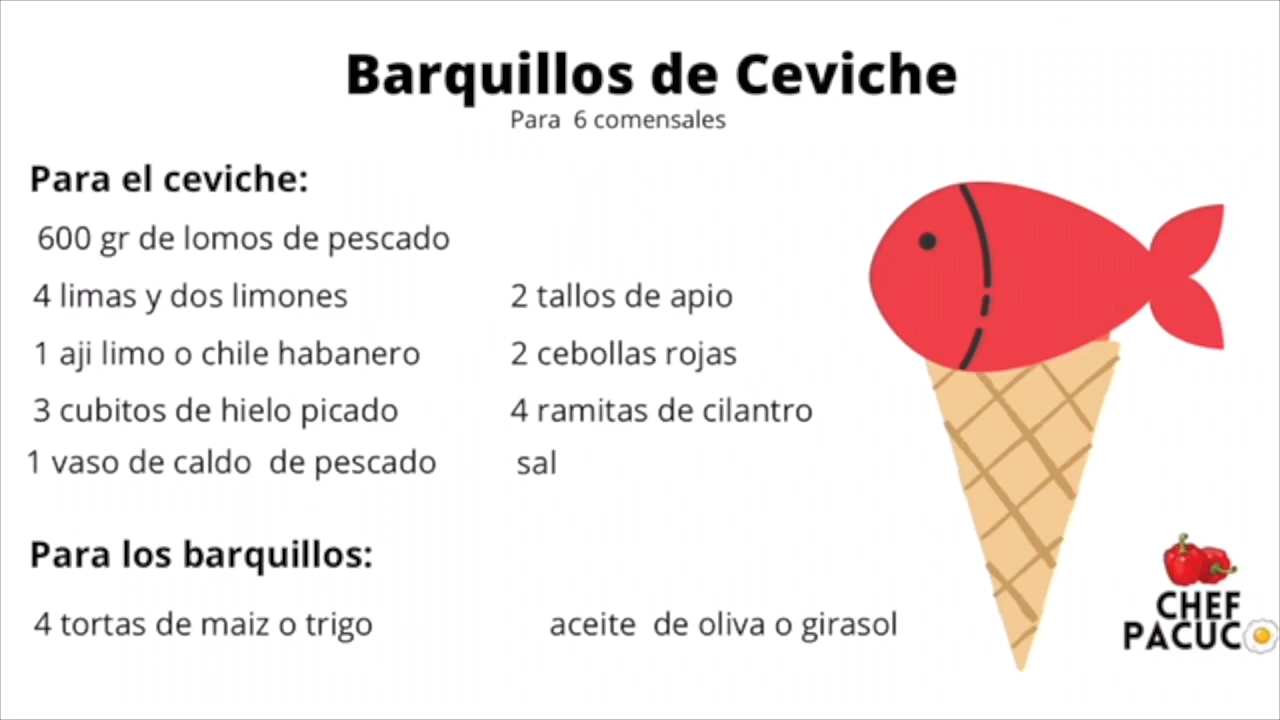 Barquillos de Ceviche
Para 6 comensales
Para el ceviche:
600 gr de lomos de pescado
4 limas y dos limones
1 aji limo o chile habanero
3 cubitos de hielo picado
1 vaso de caldo de pescado
2 tallos de apio
2 cebollas rojas
4 ramitas de cilantro
sal
Para los barquillos:
4 tortas de maiz o trigo
aceite de oliva o girasol
CHEF
PACUCO